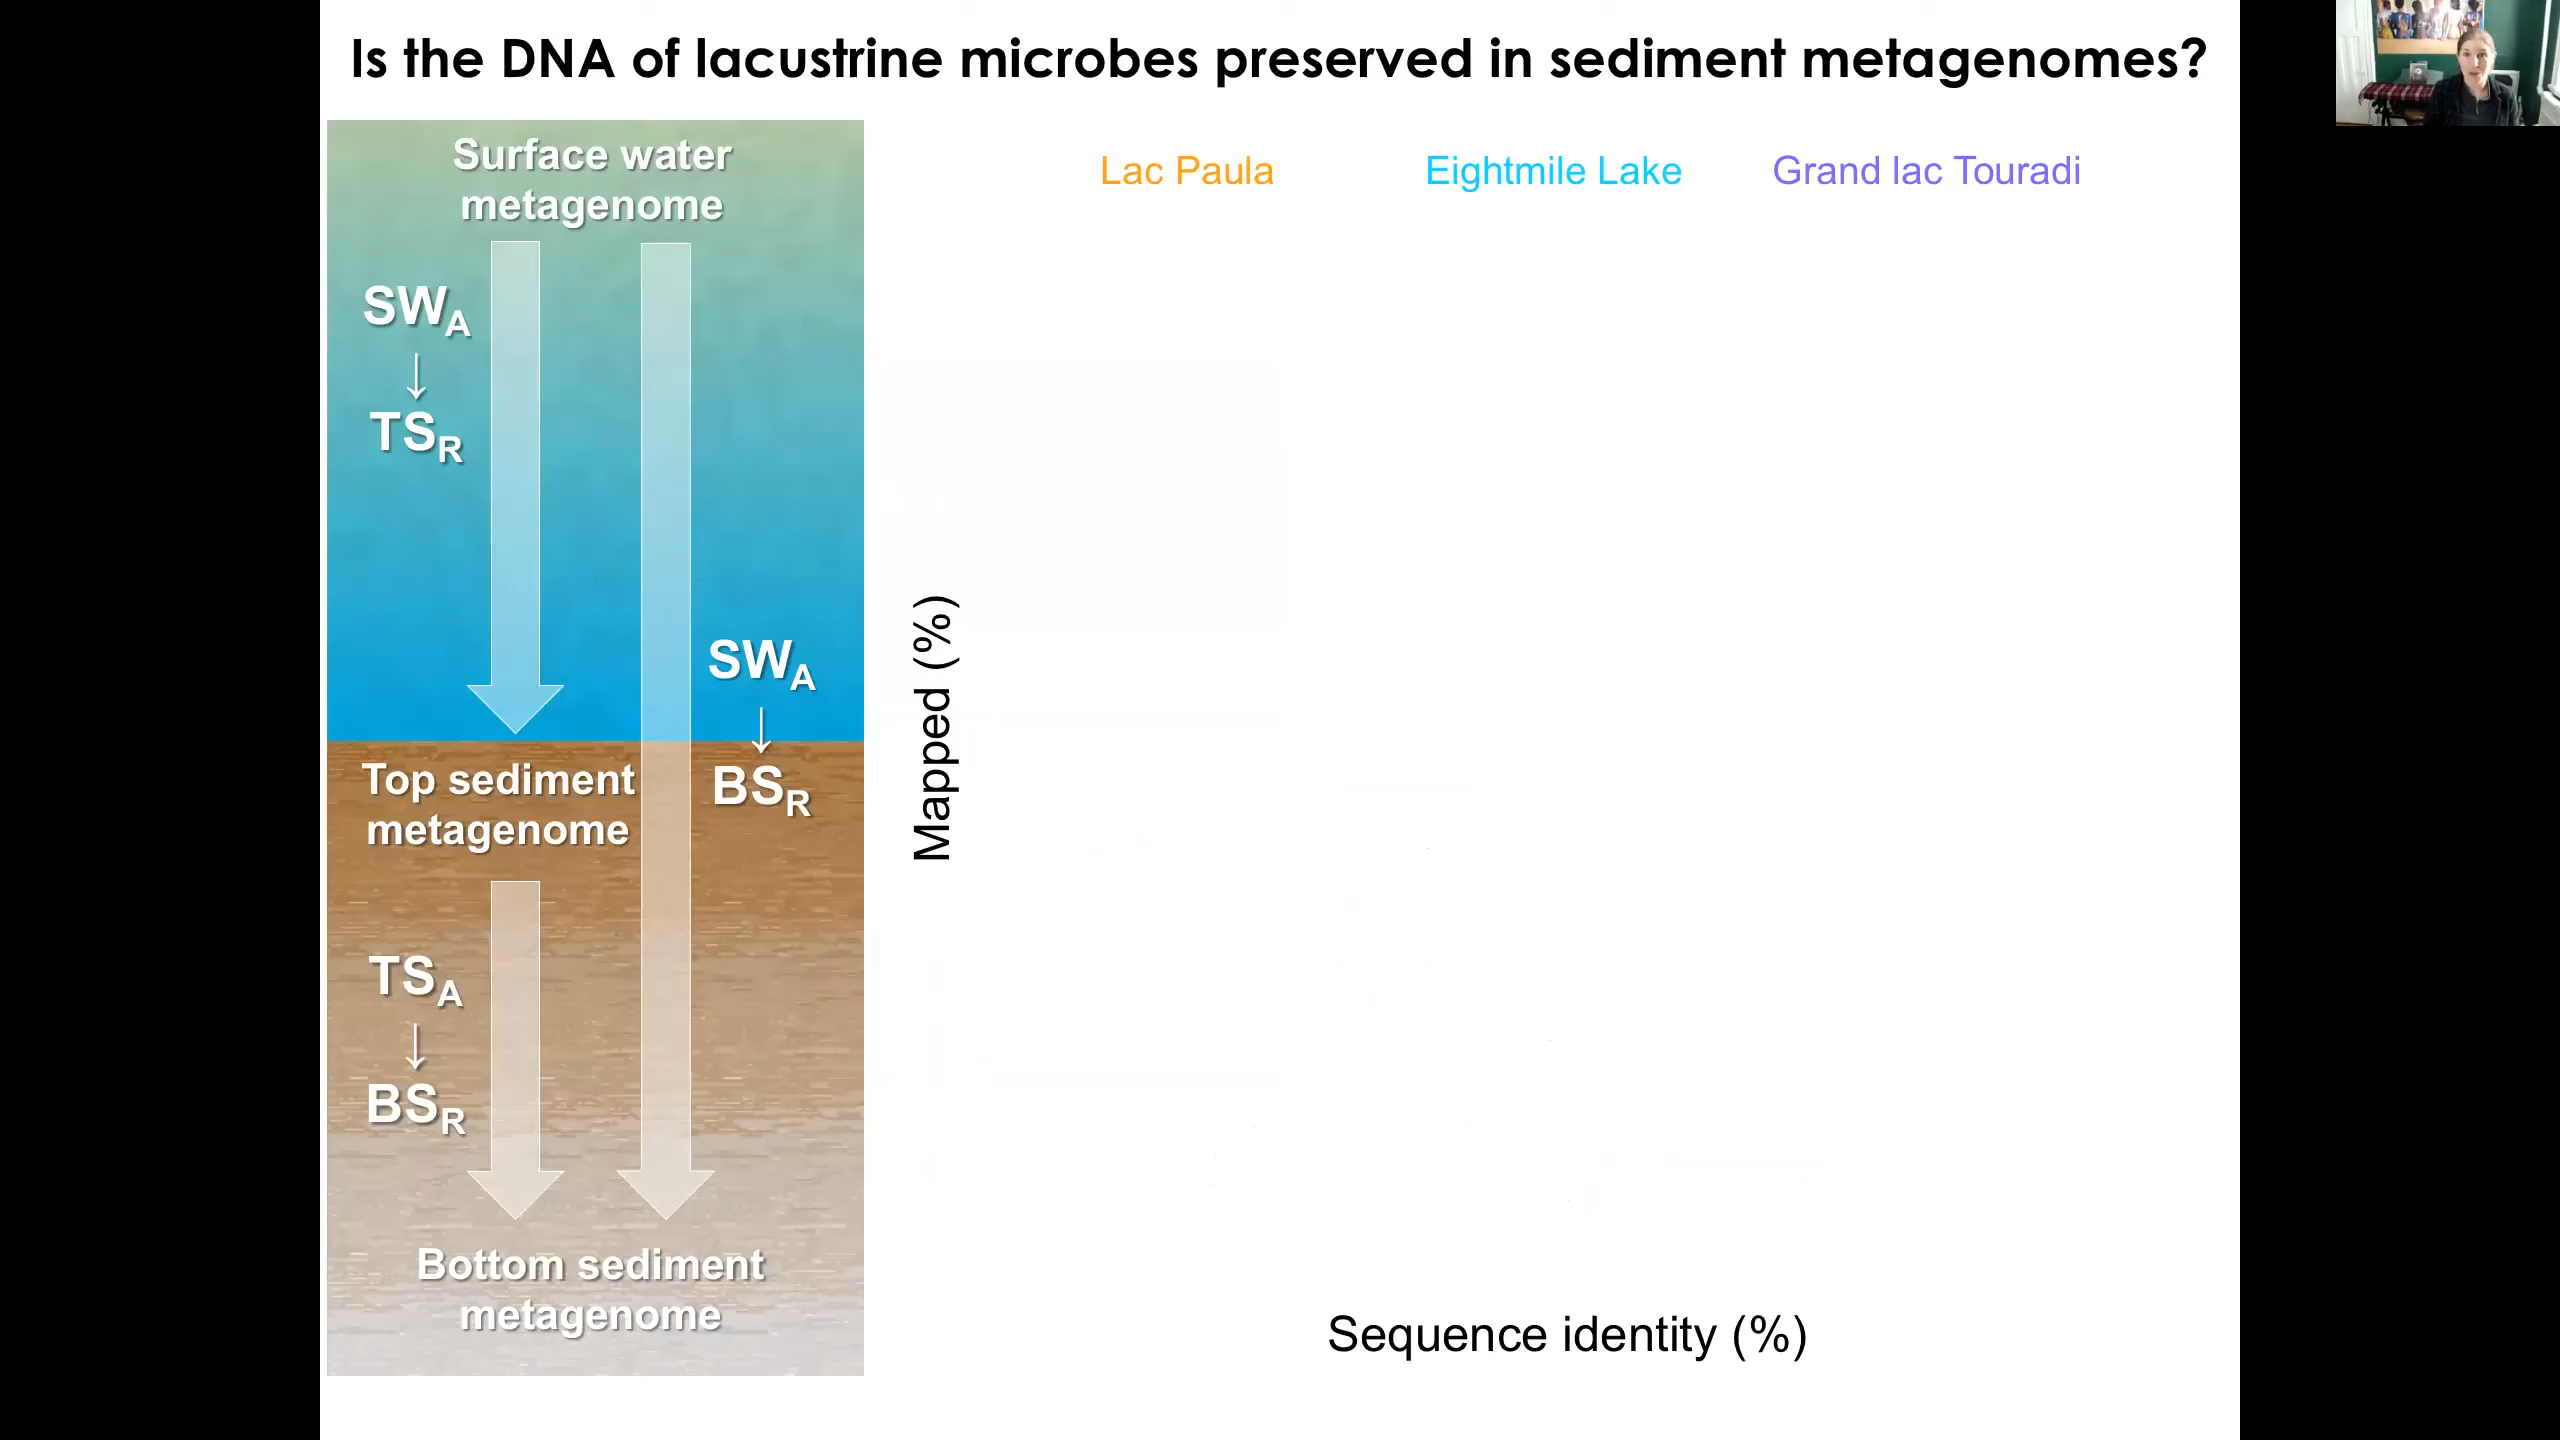 Is the DNA of lacustrine microbes preserved in sediment metagenomes?
Surface water
metagenome
SWA
↓
TSR
SWA
↓
BSR
Top sediment
metagenome
TSA
↓
BSR
Bottom sediment
metagenome
Lac Paula
Eightmile Lake
Grand lac Touradi
Mapped (%)
Sequence identity (%)